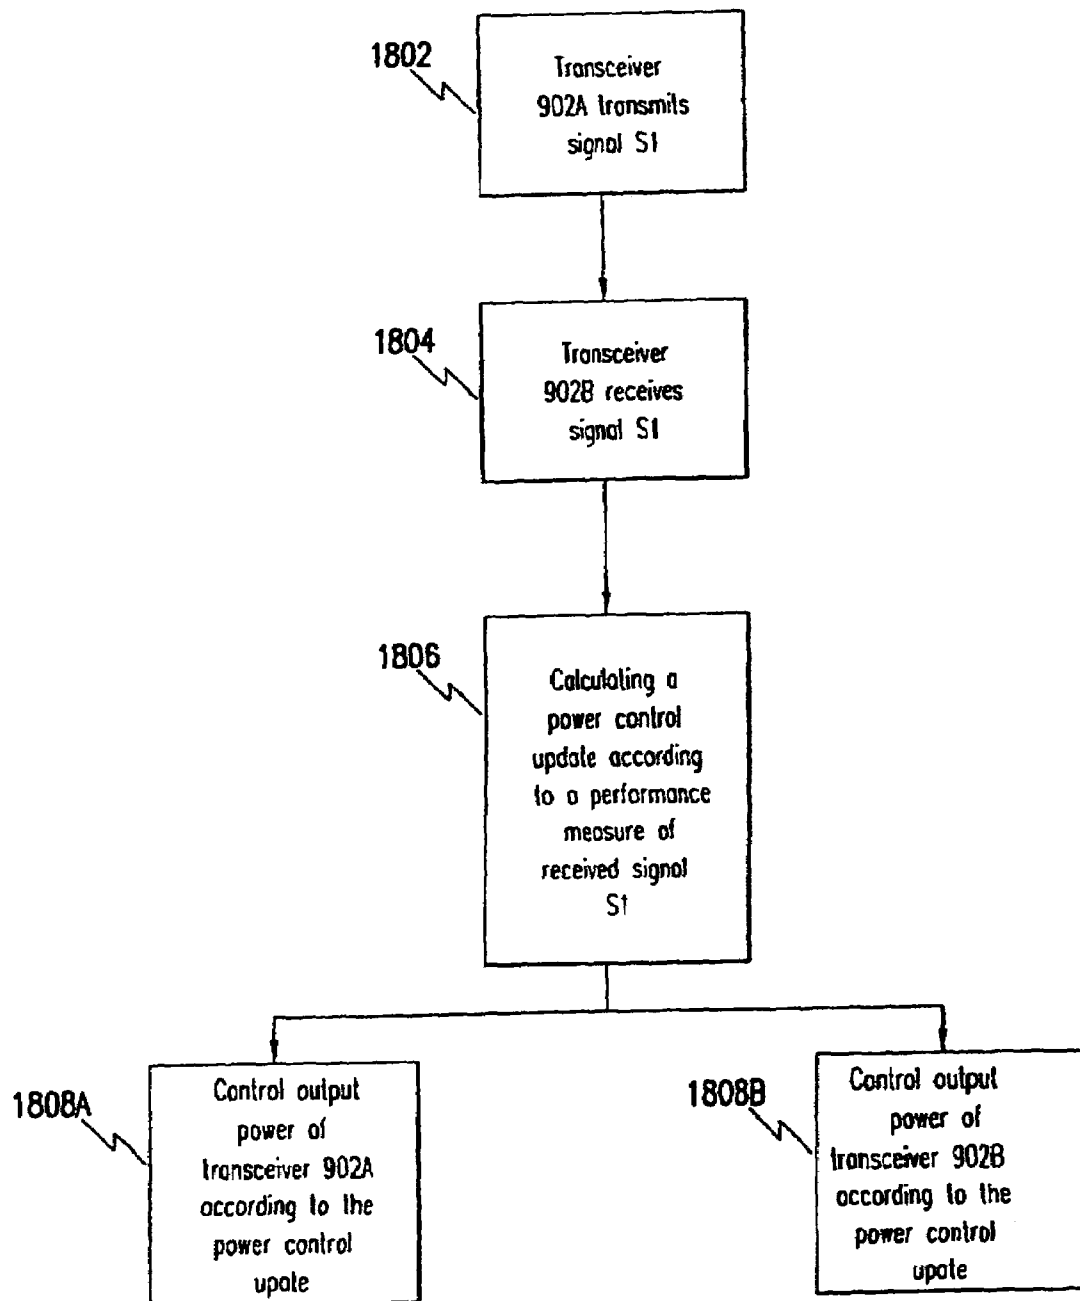 1802
Transceiver
902A transmits
signal S1
1804
Transceiver
902B receives
signal S1
1806
Calculating a
power control
update according
to a performance
measure of
received signal
S1
1808A
Control output
power of
transceiver 902A
according to the
power control
upate
1808B
Control output
power of
transceiver 902B
according to the
power control
upate